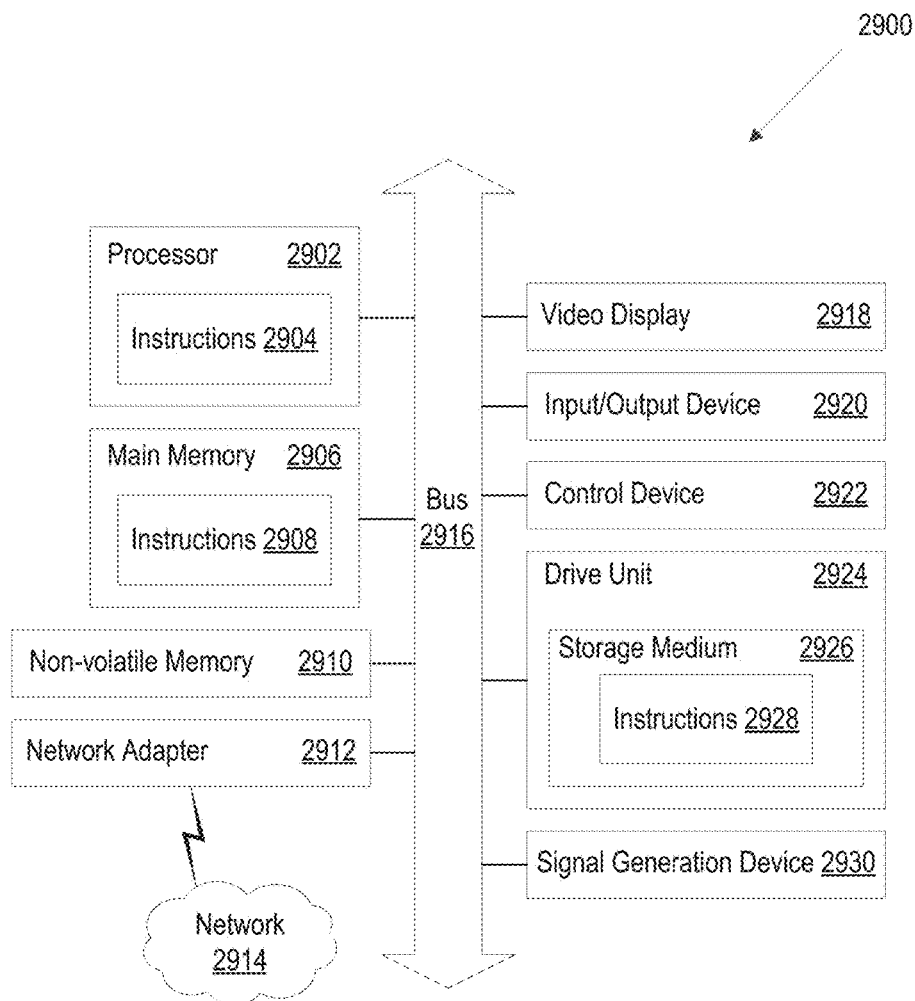 2900
Processor 2902
Instructions 2904
Main Memory 2906
Instructions 2908
Non-volatile Memory 2910
Network Adapter 2912
Network
2914
Bus
2916
Video Display 2918
Input/Output Device 2920
Control Device 2922
Drive Unit 2924
Storage Medium 2926
Instructions 2928
Signal Generation Device 2930